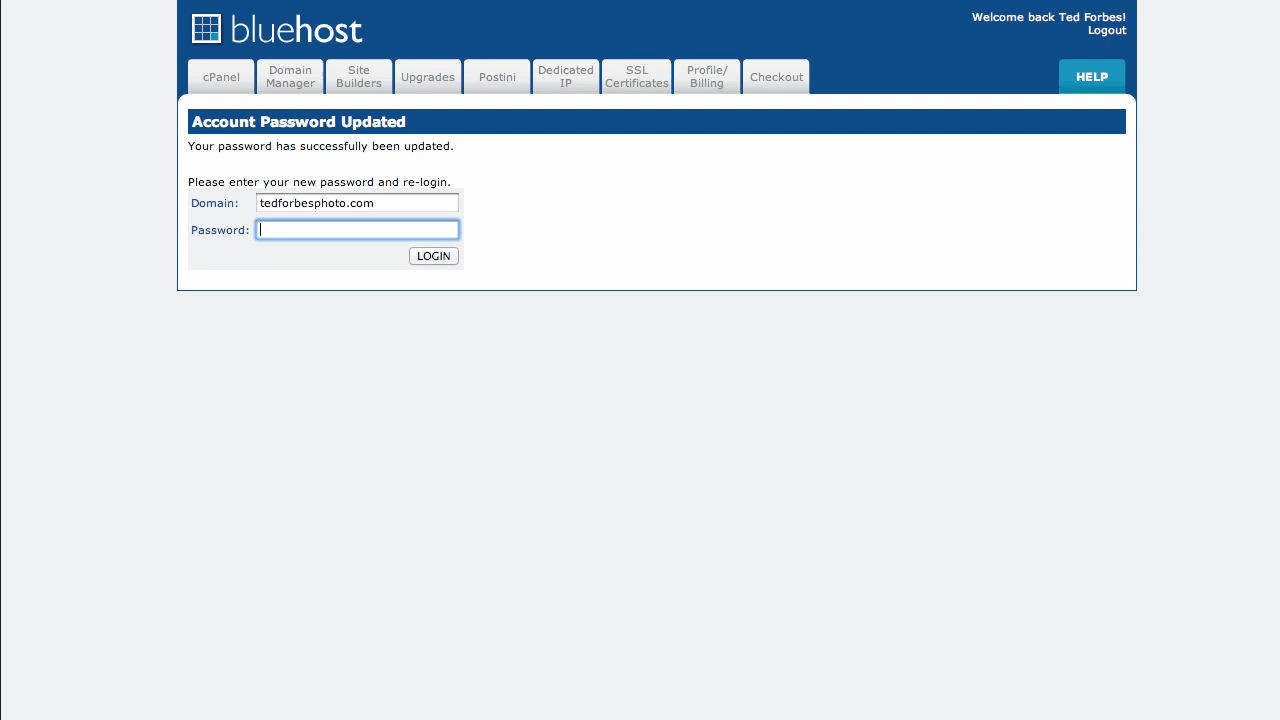 bluehost
Welcome back Ted Forbes!
Logout
cPanel
Domain
Manager
Site
Builders
Upgrades
Postini
Dedicated
IP
SSL
Certificates
Profile/
Billing
Checkout
HELP
Account Password Updated
Your password has successfully been updated.
Please enter your new password and re-login.
Domain: tedforbesphoto.com
Password:
LOGIN